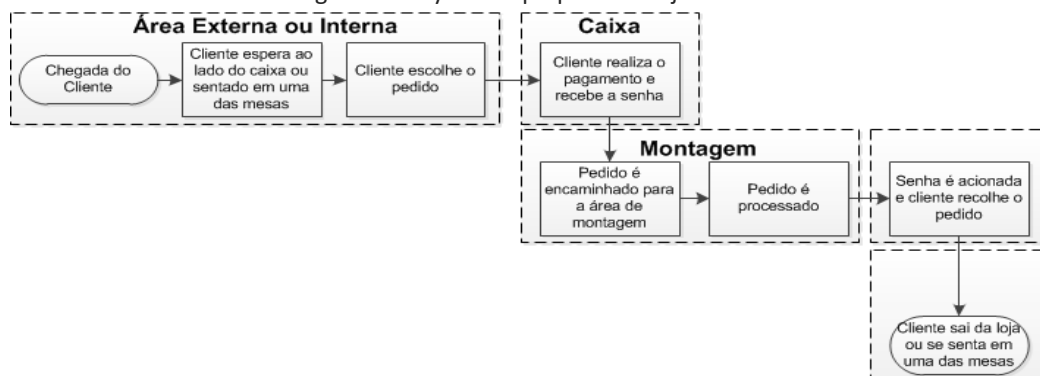 Área Externa ou Interna
Chegada do
Cliente
Cliente espera ao
lado do caixa ou
sentado em uma
das mesas
Cliente escolhe o
pedido
Caixa
Cliente realiza o
pagamento e
recebe a senha
Montagem
Pedido é
encaminhado para
a área de
montagem
Pedido é
processado
Senha é acionada
e cliente recolhe o
pedido
Cliente sai da loja
ou se senta em
uma das mesas